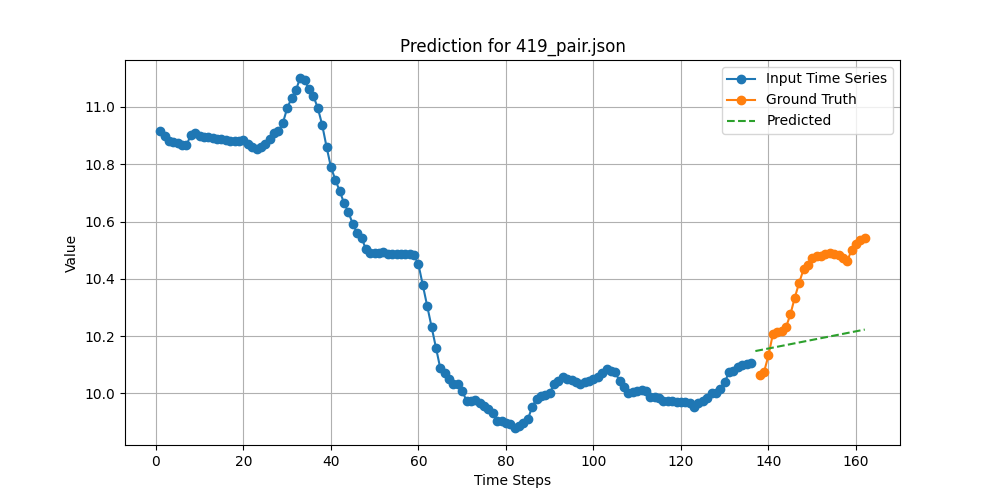 Prediction for 419_pair.json
Input Time Series
Ground Truth
Predicted
Value
11.0
10.8
10.6
10.4
10.2
10.0
0 20 40 60 80 100 120 140 160
Time Steps